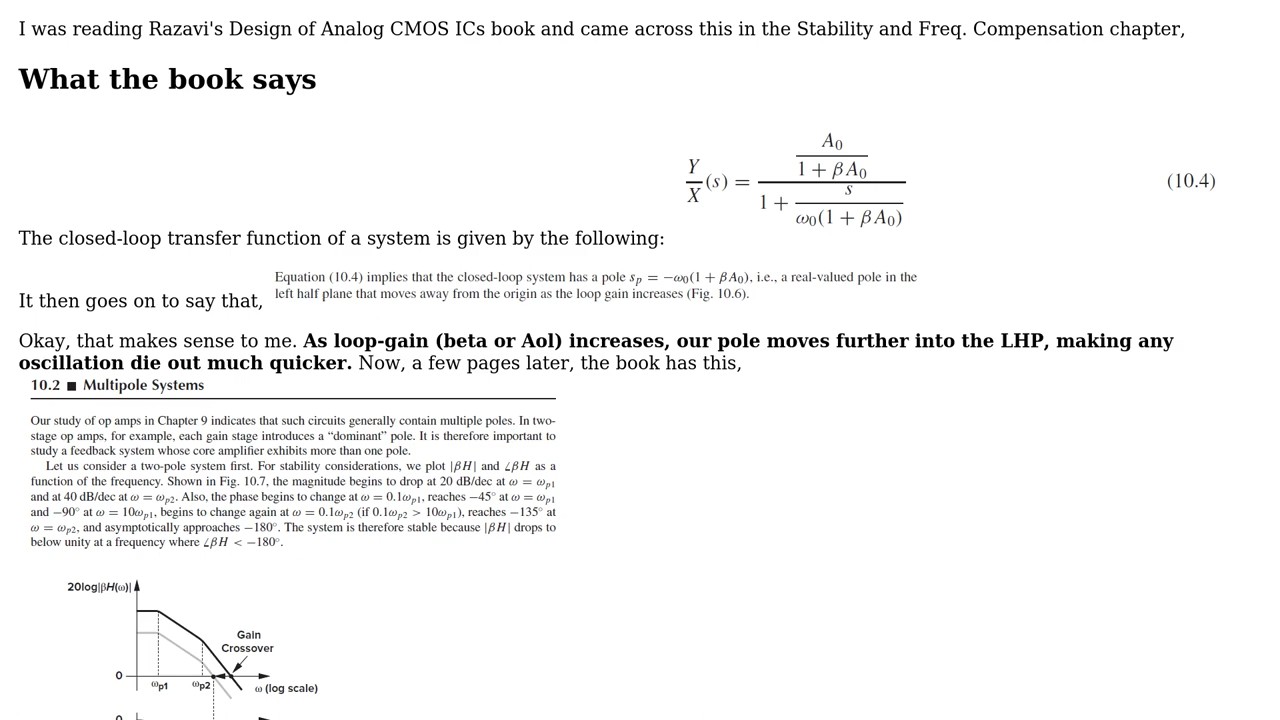 I was reading Razavi's Design of Analog CMOS ICs book and came across this in the Stability and Freq. Compensation chapter,
What the book says
Y/X (s) = (A₀ / (1 + βA₀)) / (1 + s / (ω₀(1 + βA₀))) (10.4)
The closed-loop transfer function of a system is given by the following:
Equation (10.4) implies that the closed-loop system has a pole sₚ = −ω₀(1 + βA₀), i.e., a real-valued pole in the
left half plane that moves away from the origin as the loop gain increases (Fig. 10.6).
It then goes on to say that,
Okay, that makes sense to me. As loop-gain (beta or Aol) increases, our pole moves further into the LHP, making any
oscillation die out much quicker. Now, a few pages later, the book has this,
10.2 ■ Multipole Systems
Our study of op amps in Chapter 9 indicates that such circuits generally contain multiple poles. In two-
stage op amps, for example, each gain stage introduces a “dominant” pole. It is therefore important to
study a feedback system whose core amplifier exhibits more than one pole.
Let us consider a two-pole system first. For stability considerations, we plot |βH| and ∠βH as a
function of the frequency. Shown in Fig. 10.7, the magnitude begins to drop at 20 dB/dec at ω = ωp1
and at 40 dB/dec at ω = ωp2. Also, the phase begins to change at ω = 0.1ωp1, reaches −45° at ω = ωp1
and −90° at ω = 10ωp1, begins to change again at ω = 0.1ωp2 (if 0.1ωp2 > 10ωp1), reaches −135° at
ω = ωp2, and asymptotically approaches −180°. The system is therefore stable because |βH| drops to
below unity at a frequency where ∠βH < −180°.
20log|βH(ω)|
Gain
Crossover
0
ωp1 ωp2 ω (log scale)
0